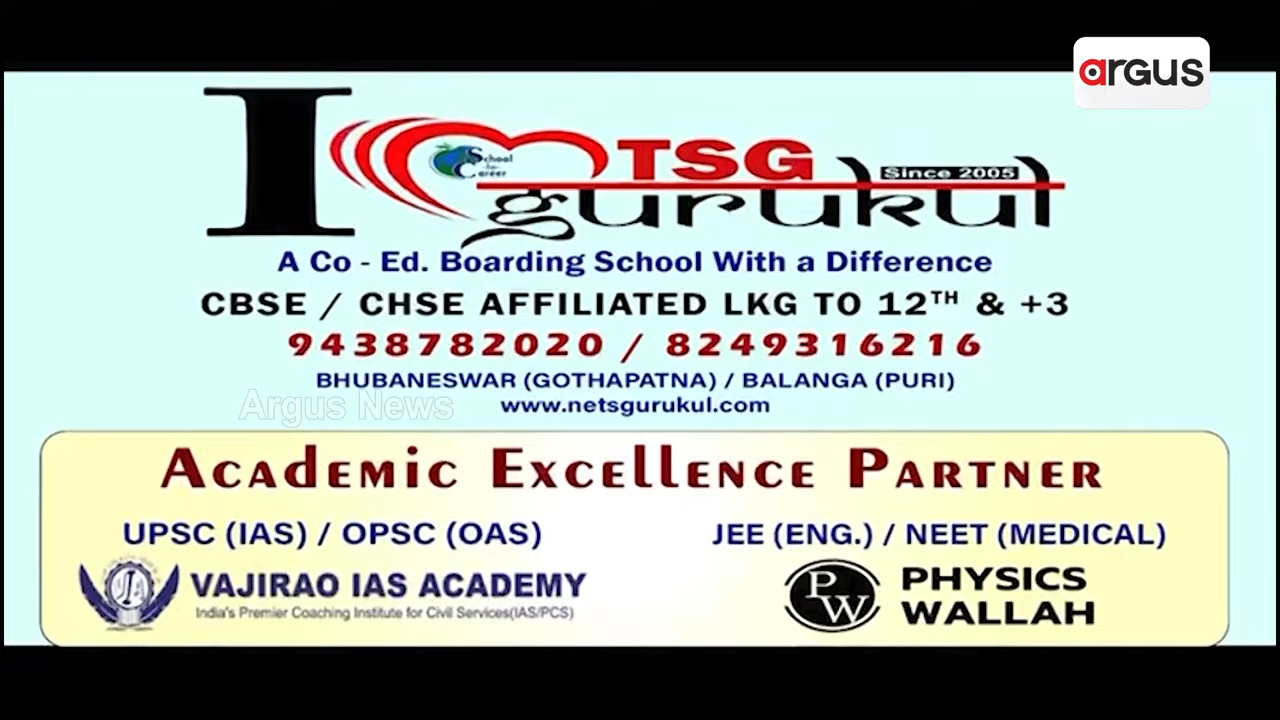 argus
I TSG
School
to
Career
Since 2005
gurukul
A Co - Ed. Boarding School With a Difference
CBSE / CHSE AFFILIATED LKG TO 12TH & +3
9438782020 / 8249316216
BHUBANESWAR (GOTHAPATNA) / BALANGA (PURI)
Argus News
www.netsgurukul.com
ACADEMIC EXCELLENCE PARTNER
UPSC (IAS) / OPSC (OAS)
VAJIRAO IAS ACADEMY
India's Premier Coaching Institute for Civil Services(IAS/PCS)
JEE (ENG.) / NEET (MEDICAL)
PW
PHYSICS
WALLAH